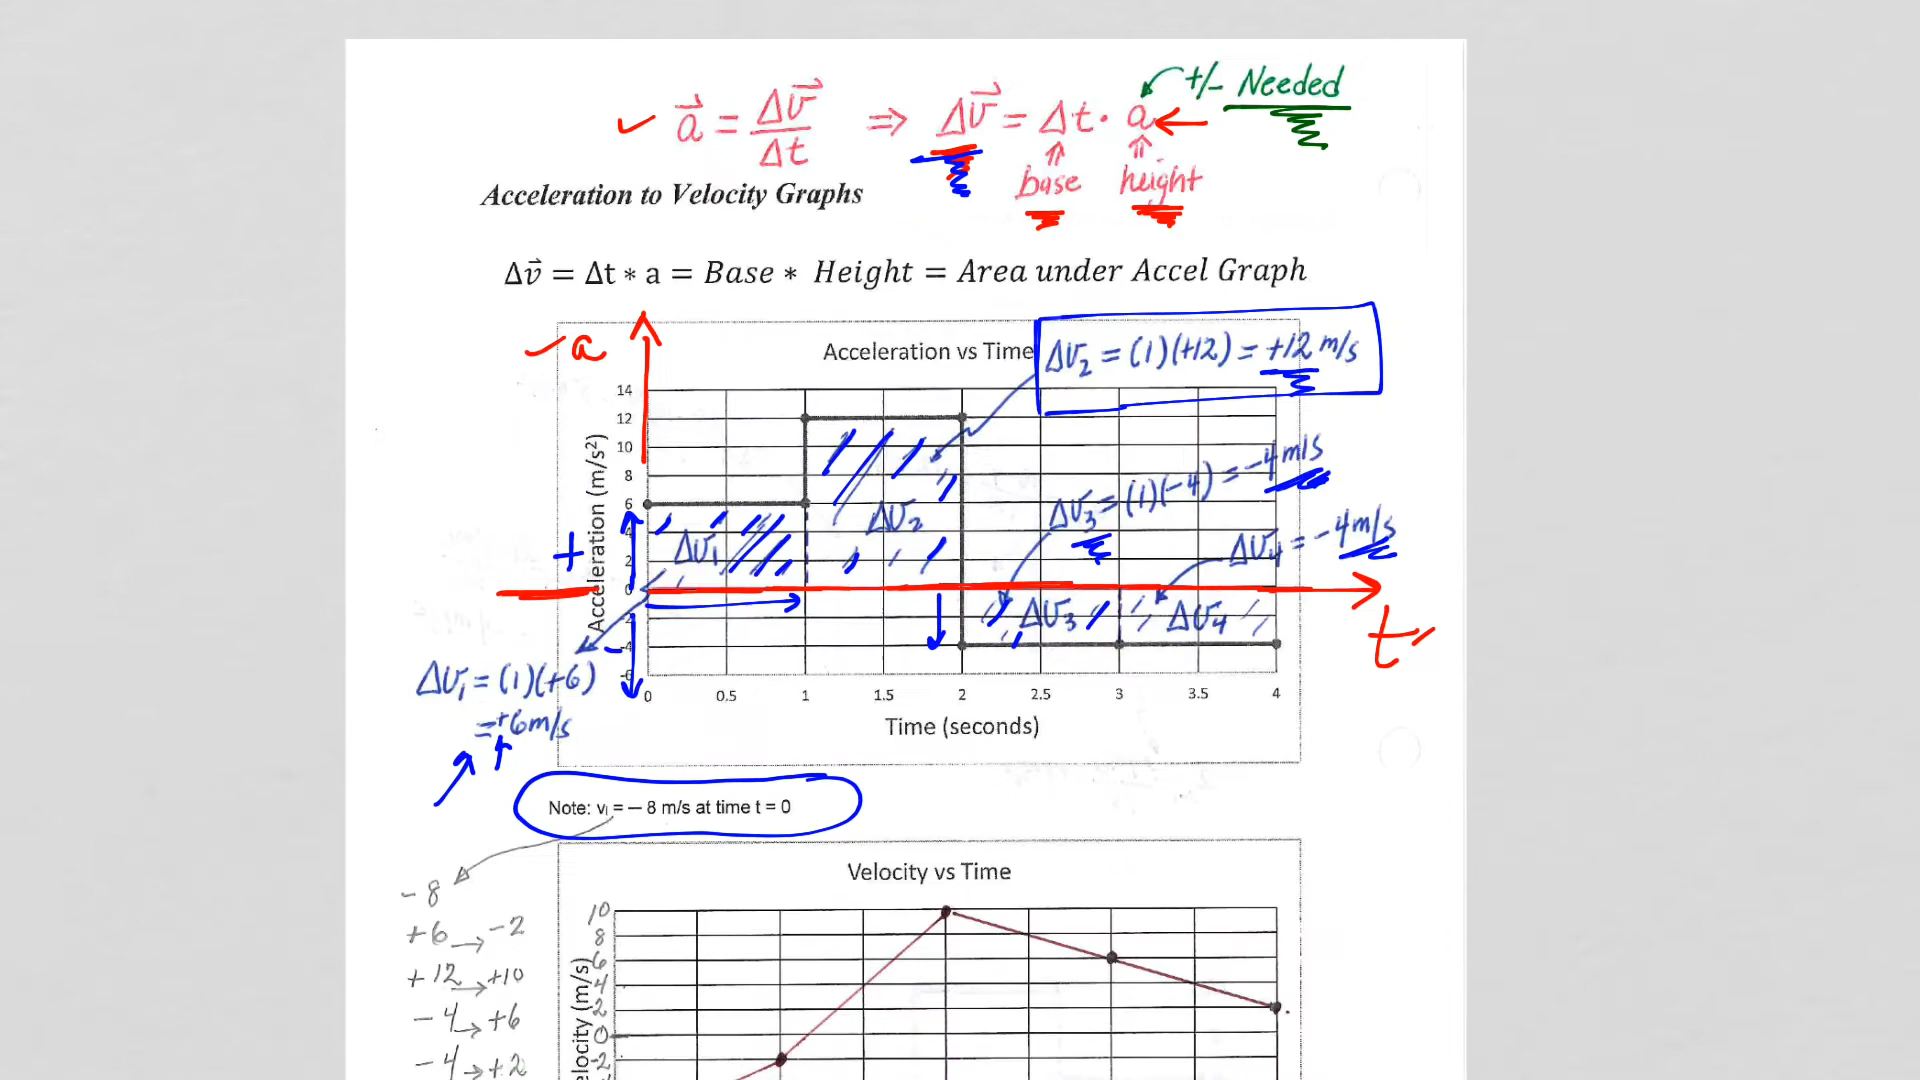 +/- Needed
✓ a⃗ = Δv⃗/Δt ⇒ Δv⃗ = Δt · a
base height
Acceleration to Velocity Graphs
Δv⃗ = Δt ∗ a = Base ∗ Height = Area under Accel Graph
a
Acceleration vs Time
ΔV₂ = (1)(+12) = +12 m/s
Acceleration (m/s²)
14
12
10
8
6
4
2
0
-4
-6
+
-
ΔV₁
ΔV₂
ΔV₃ = (1)(-4) = -4 m/s
ΔV₄ = -4 m/s
ΔV₃
ΔV₄
t
0 0.5 1 1.5 2 2.5 3 3.5 4
Time (seconds)
ΔV₁ = (1)(+6)
= +6 m/s
Note: vᵢ = – 8 m/s at time t = 0
Velocity vs Time
-8
+6 → -2
+12 → +10
-4 → +6
-4 → +2
elocity (m/s)
10
8
6
4
2
0
-2